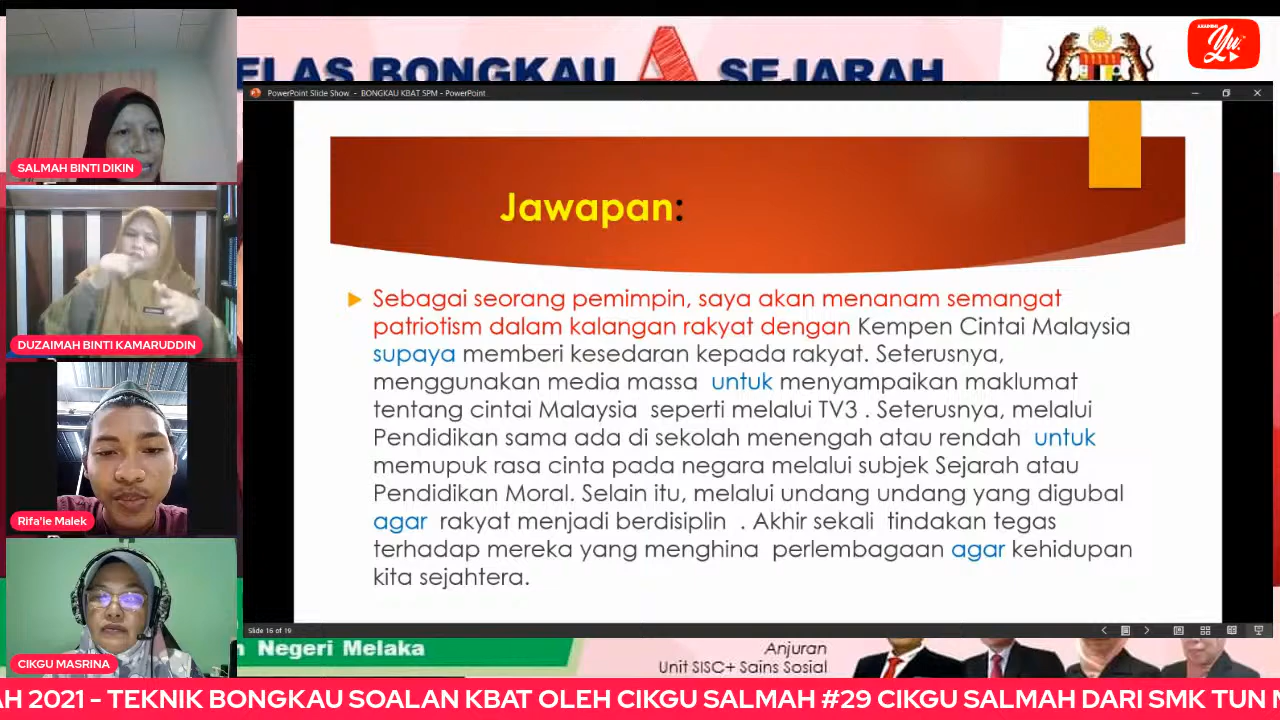 ELAS BONGKAU A SEJARAH
YU
SALMAH BINTI DIKIN
DUZAIMAH BINTI KAMARUDDIN
Rifa'ie Malek
CIKGU MASRINA
PowerPoint Slide Show - BONGKAU KBAT SPM - PowerPoint
Jawapan:
Sebagai seorang pemimpin, saya akan menanam semangat
patriotism dalam kalangan rakyat dengan Kempen Cintai Malaysia
supaya memberi kesedaran kepada rakyat. Seterusnya,
menggunakan media massa untuk menyampaikan maklumat
tentang cintai Malaysia seperti melalui TV3 . Seterusnya, melalui
Pendidikan sama ada di sekolah menengah atau rendah untuk
memupuk rasa cinta pada negara melalui subjek Sejarah atau
Pendidikan Moral. Selain itu, melalui undang undang yang digubal
agar rakyat menjadi berdisiplin . Akhir sekali tindakan tegas
terhadap mereka yang menghina perlembagaan agar kehidupan
kita sejahtera.
Slide 16 of 19
n Negeri Melaka
Anjuran
Unit SISC+ Sains Sosial
AH 2021 - TEKNIK BONGKAU SOALAN KBAT OLEH CIKGU SALMAH #29 CIKGU SALMAH DARI SMK TUN M